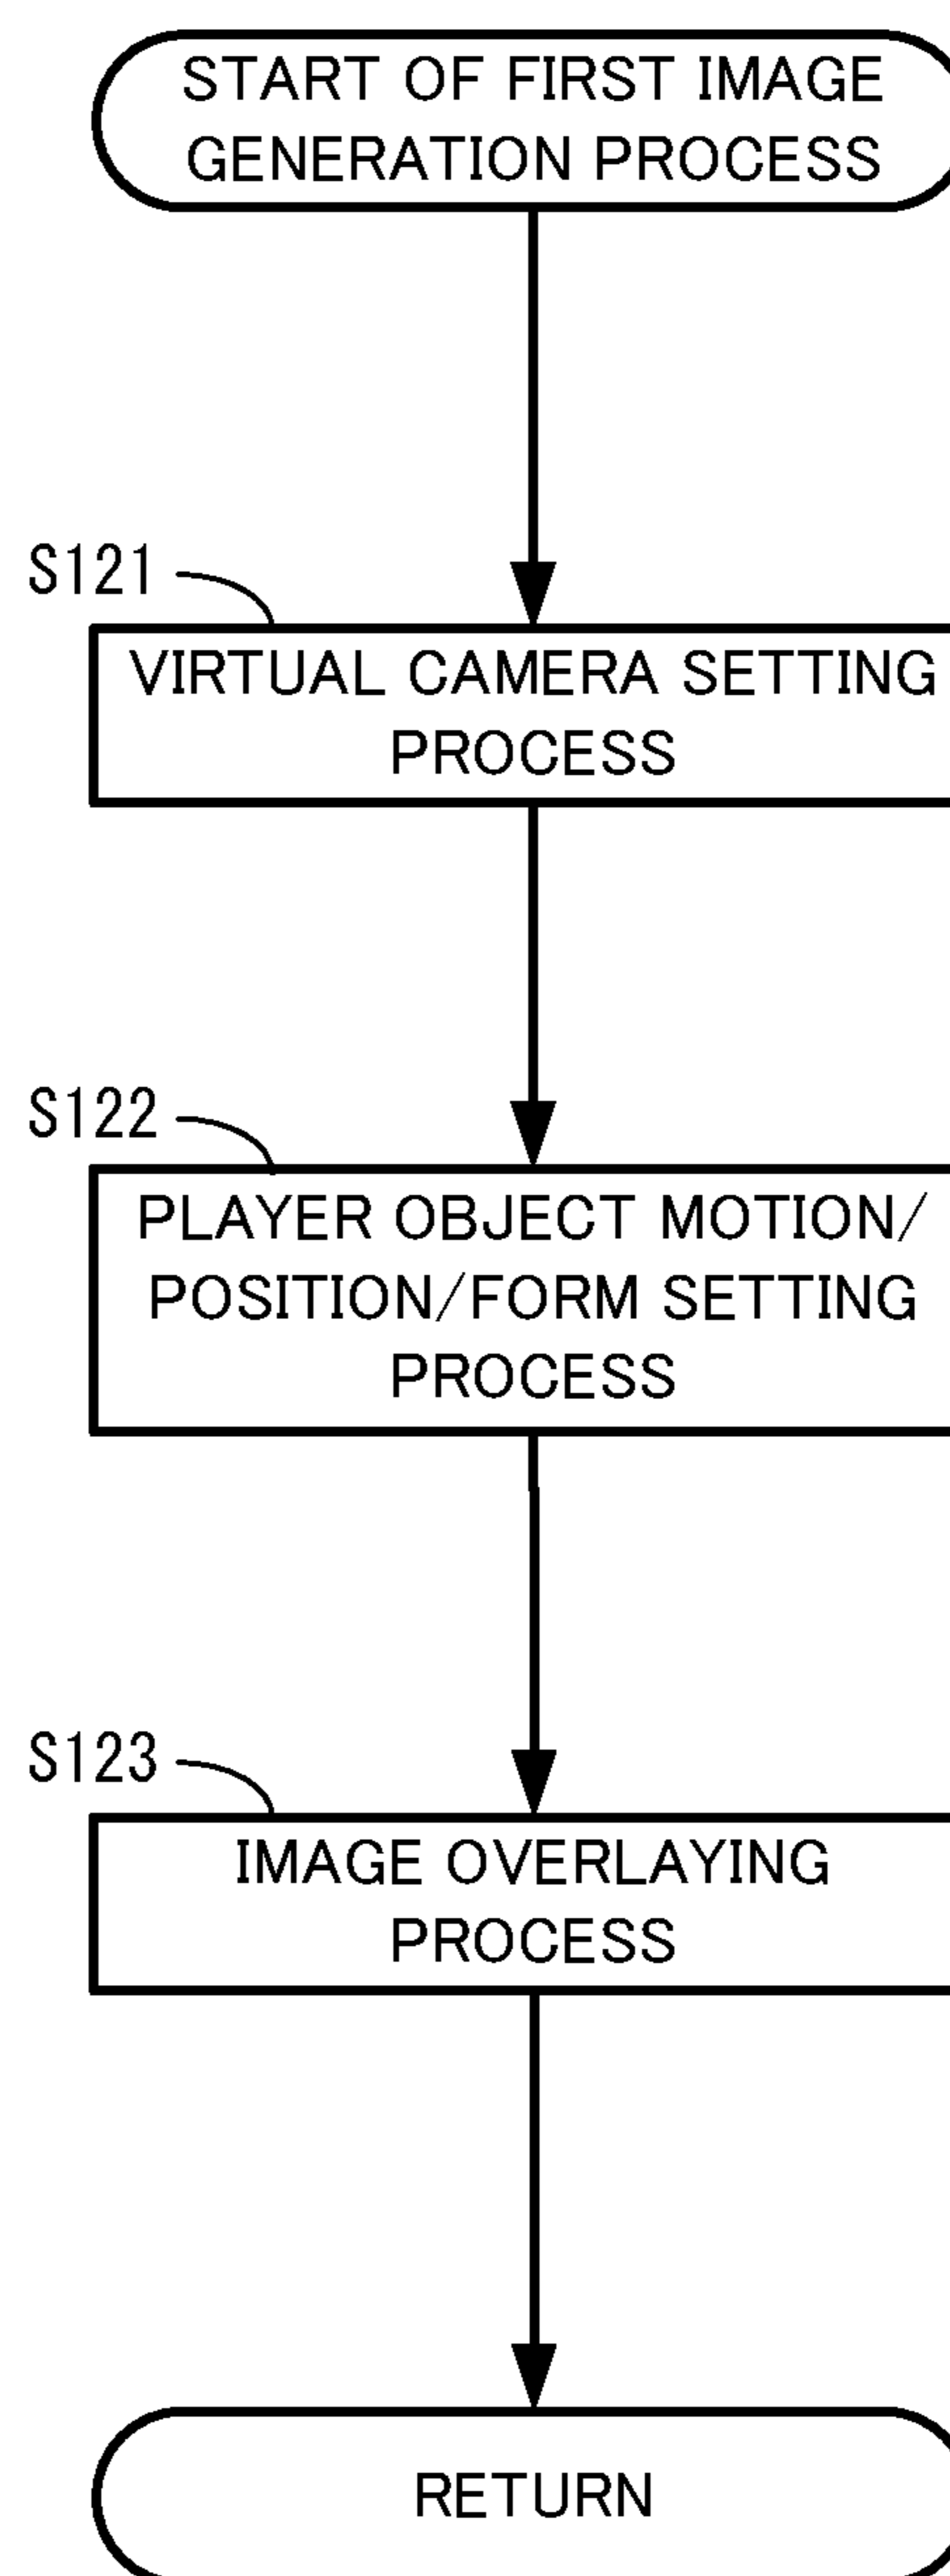 START OF FIRST IMAGE
GENERATION PROCESS
S121
VIRTUAL CAMERA SETTING
PROCESS
S122
PLAYER OBJECT MOTION/
POSITION/FORM SETTING
PROCESS
S123
IMAGE OVERLAYING
PROCESS
RETURN